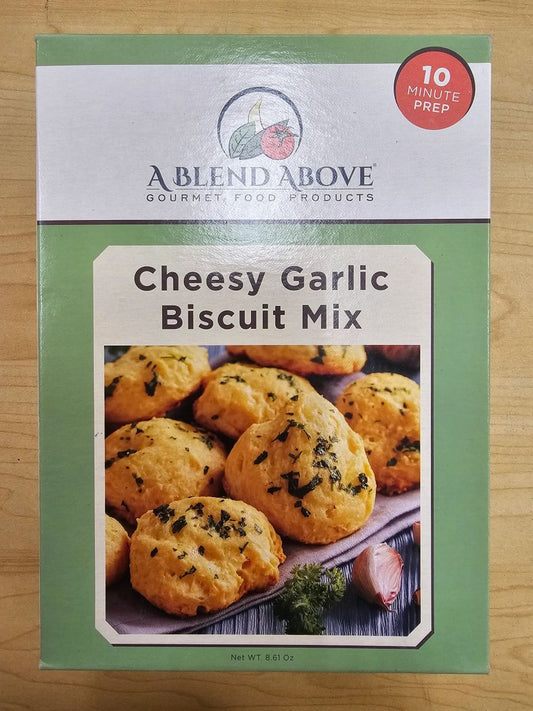 10
MINUTE
PREP
A BLEND ABOVE®
GOURMET FOOD PRODUCTS
Cheesy Garlic
Biscuit Mix
Net WT 8.61 Oz